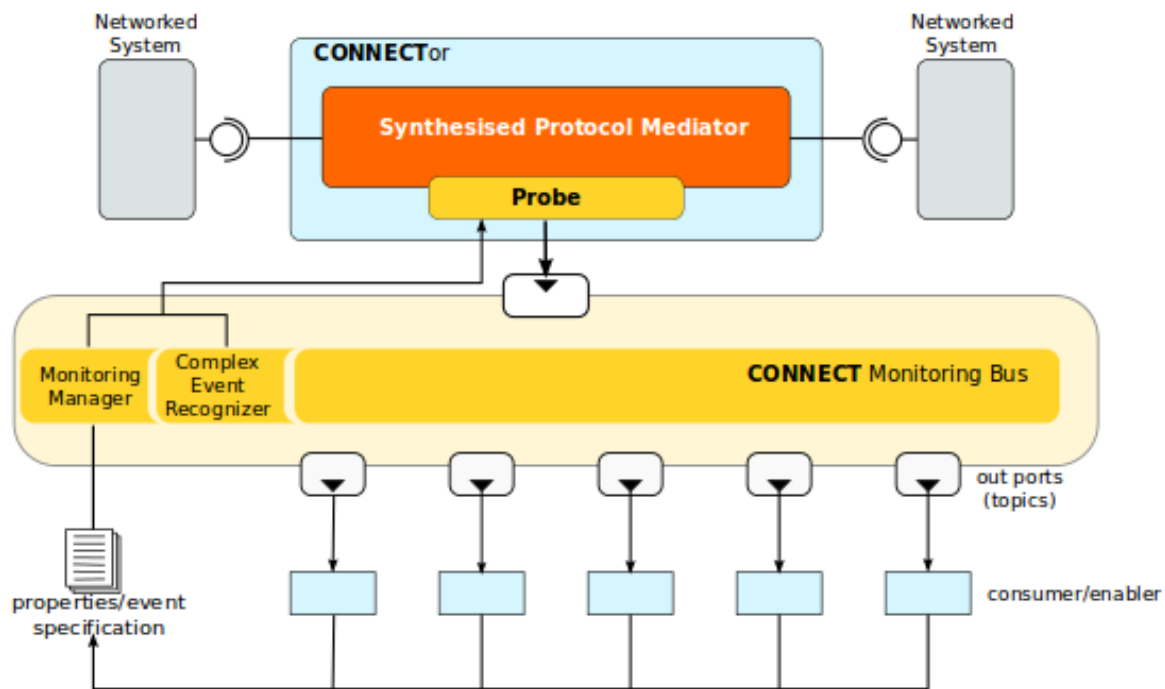 Networked
System
Networked
System
CONNECTor
Synthesised Protocol Mediator
Probe
Monitoring
Manager
Complex
Event
Recognizer
CONNECT Monitoring Bus
out ports
(topics)
properties/event
specification
consumer/enabler